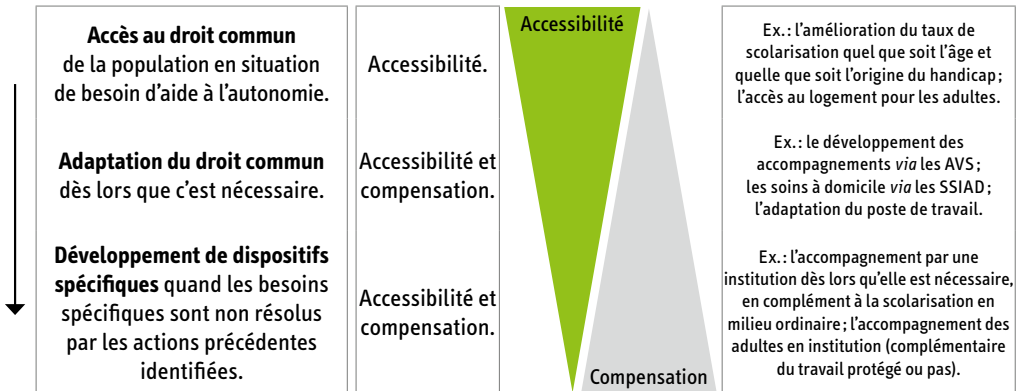 Accès au droit commun
de la population en situation
de besoin d'aide à l'autonomie.
Accessibilité.
Accessibilité
Ex.: l'amélioration du taux de
scolarisation quel que soit l'âge et
quelle que soit l'origine du handicap;
l'accès au logement pour les adultes.
Adaptation du droit commun
dès lors que c'est nécessaire.
Accessibilité et
compensation.
Ex.: le développement des
accompagnements via les AVS;
les soins à domicile via les SSIAD;
l'adaptation du poste de travail.
Développement de dispositifs
spécifiques quand les besoins
spécifiques sont non résolus
par les actions précédentes
identifiées.
Accessibilité et
compensation.
Compensation
Ex.: l'accompagnement par une
institution dès lors qu'elle est nécessaire,
en complément à la scolarisation en
milieu ordinaire; l'accompagnement des
adultes en institution (complémentaire
du travail protégé ou pas).